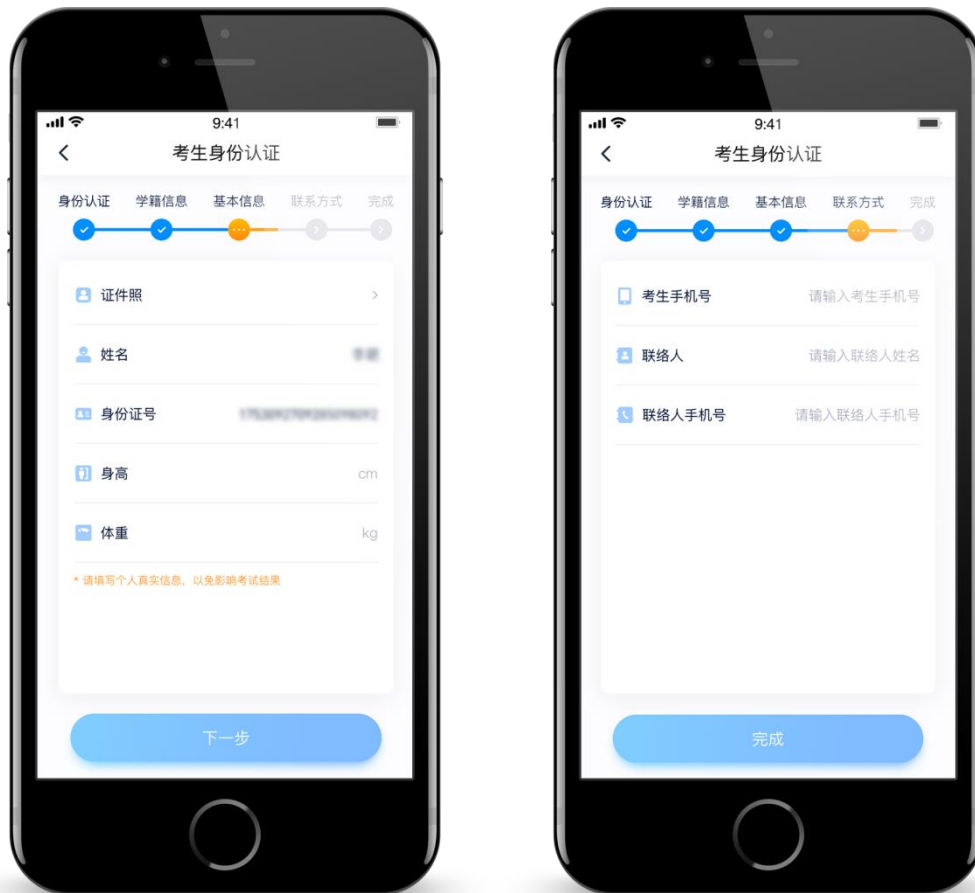 9:41
考生身份认证
身份认证 学籍信息 基本信息 联系方式 完成
证件照
姓名
身份证号
身高 cm
体重 kg
* 请填写个人真实信息，以免影响考试结果
下一步
9:41
考生身份认证
身份认证 学籍信息 基本信息 联系方式 完成
考生手机号 请输入考生手机号
联络人 请输入联络人姓名
联络人手机号 请输入联络人手机号
完成